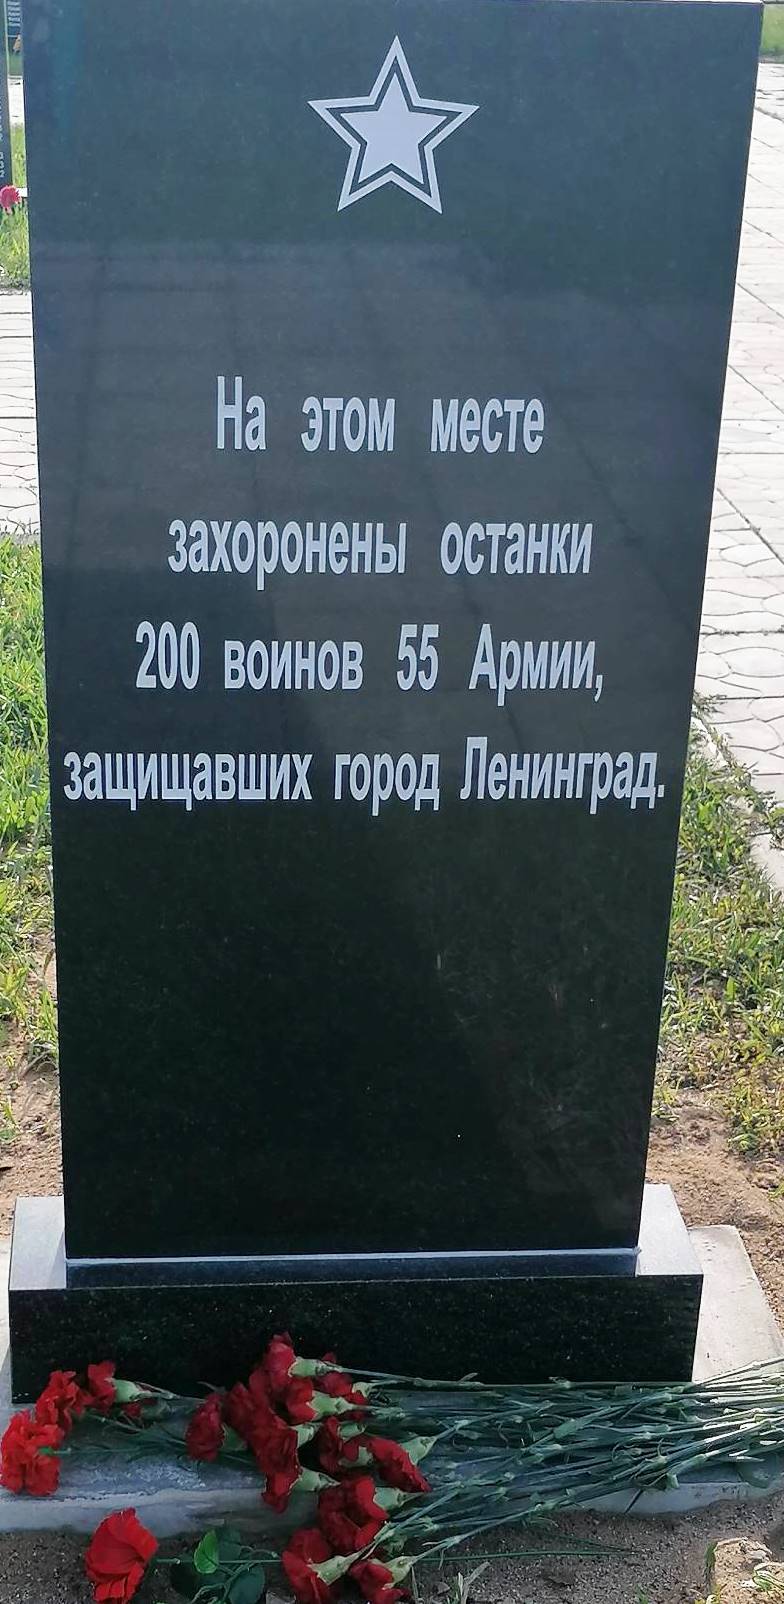 На этом месте
захоронены останки
200 воинов 55 Армии,
защищавших город Ленинград.